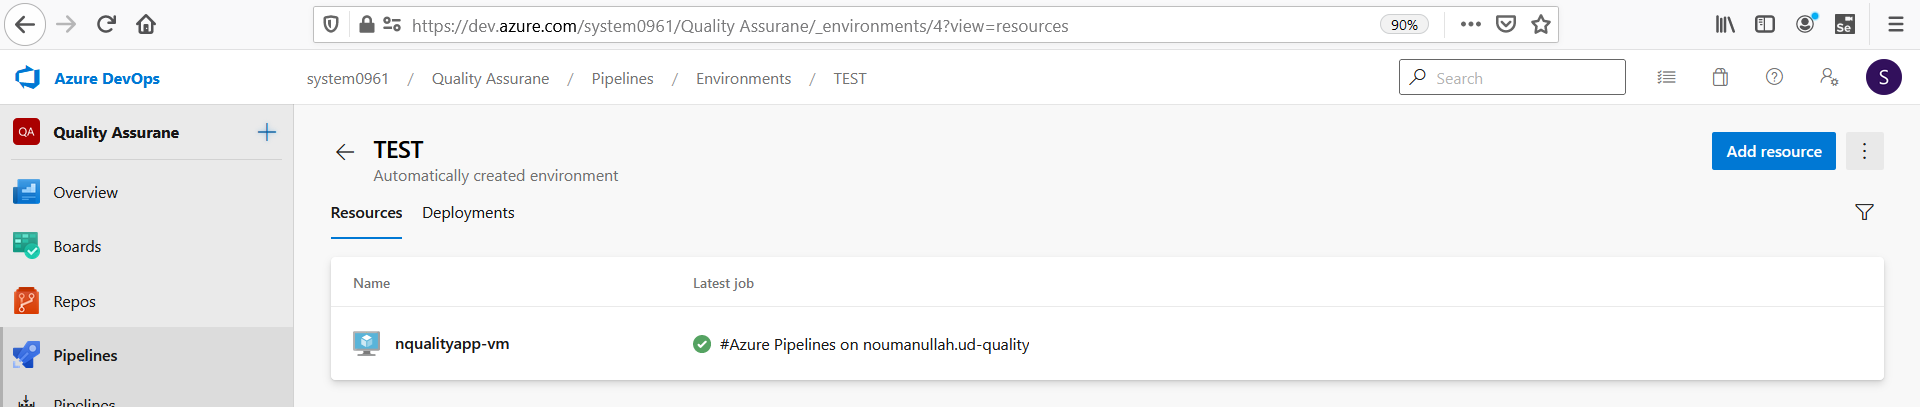 https://dev.azure.com/system0961/Quality Assurane/_environments/4?view=resources
90%
Se
Azure DevOps
system0961 / Quality Assurane / Pipelines / Environments / TEST
Search
S
QA
Quality Assurane
TEST
Add resource
Automatically created environment
Overview
Resources
Deployments
Boards
Name
Latest job
Repos
nqualityapp-vm
#Azure Pipelines on noumanullah.ud-quality
Pipelines
Pipelines